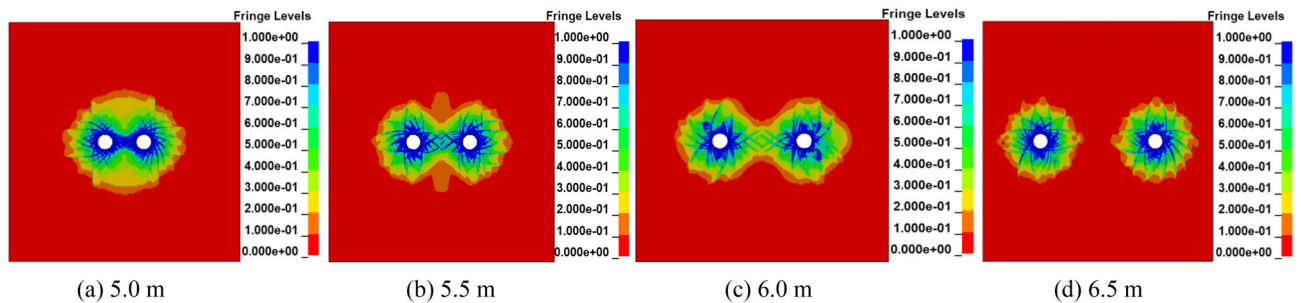 Fringe Levels
1.000e+00
9.000e-01
8.000e-01
7.000e-01
6.000e-01
5.000e-01
4.000e-01
3.000e-01
2.000e-01
1.000e-01
0.000e+00
(a) 5.0 m
Fringe Levels
1.000e+00
9.000e-01
8.000e-01
7.000e-01
6.000e-01
5.000e-01
4.000e-01
3.000e-01
2.000e-01
1.000e-01
0.000e+00
(b) 5.5 m
Fringe Levels
1.000e+00
9.000e-01
8.000e-01
7.000e-01
6.000e-01
5.000e-01
4.000e-01
3.000e-01
2.000e-01
1.000e-01
0.000e+00
(c) 6.0 m
Fringe Levels
1.000e+00
9.000e-01
8.000e-01
7.000e-01
6.000e-01
5.000e-01
4.000e-01
3.000e-01
2.000e-01
1.000e-01
0.000e+00
(d) 6.5 m